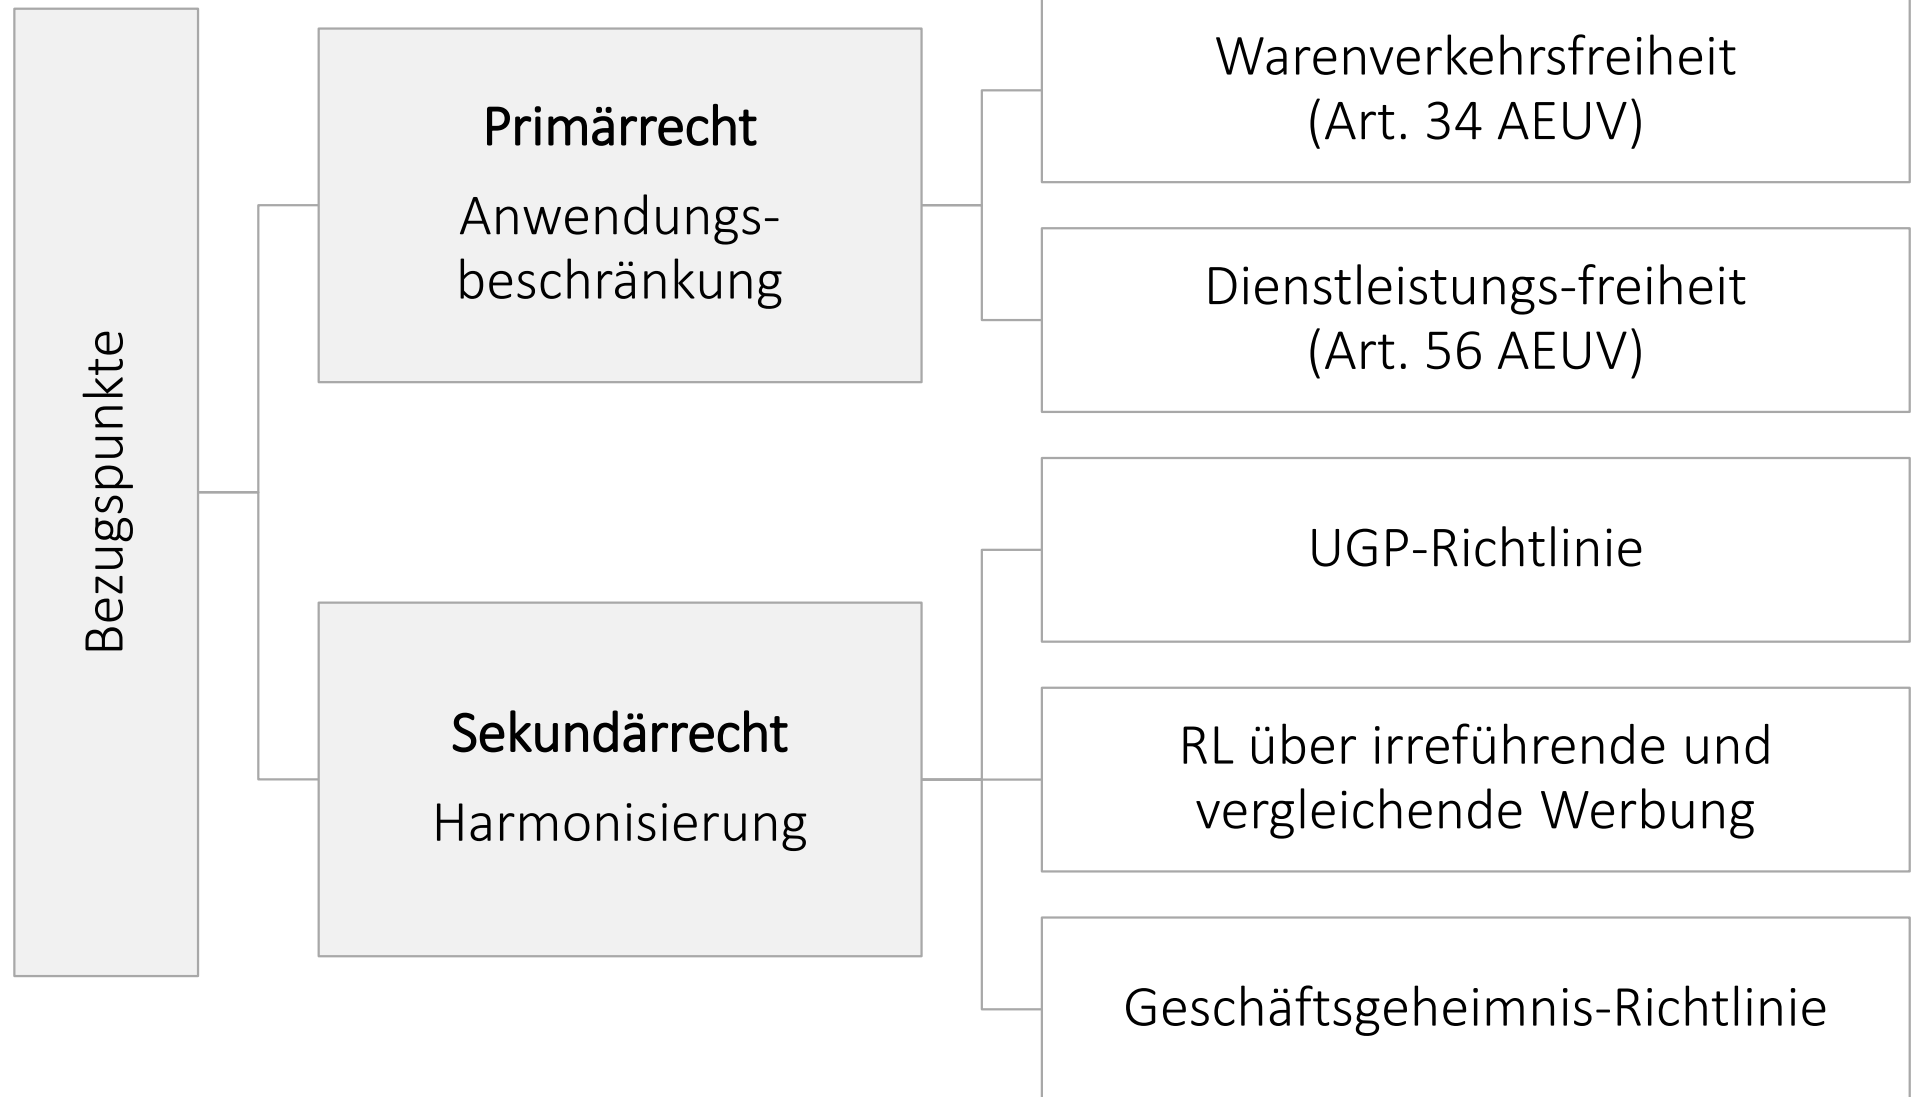 Bezugspunkte
Primärrecht
Anwendungs-
beschränkung
Warenverkehrsfreiheit
(Art. 34 AEUV)
Dienstleistungs-freiheit
(Art. 56 AEUV)
Sekundärrecht
Harmonisierung
UGP-Richtlinie
RL über irreführende und
vergleichende Werbung
Geschäftsgeheimnis-Richtlinie